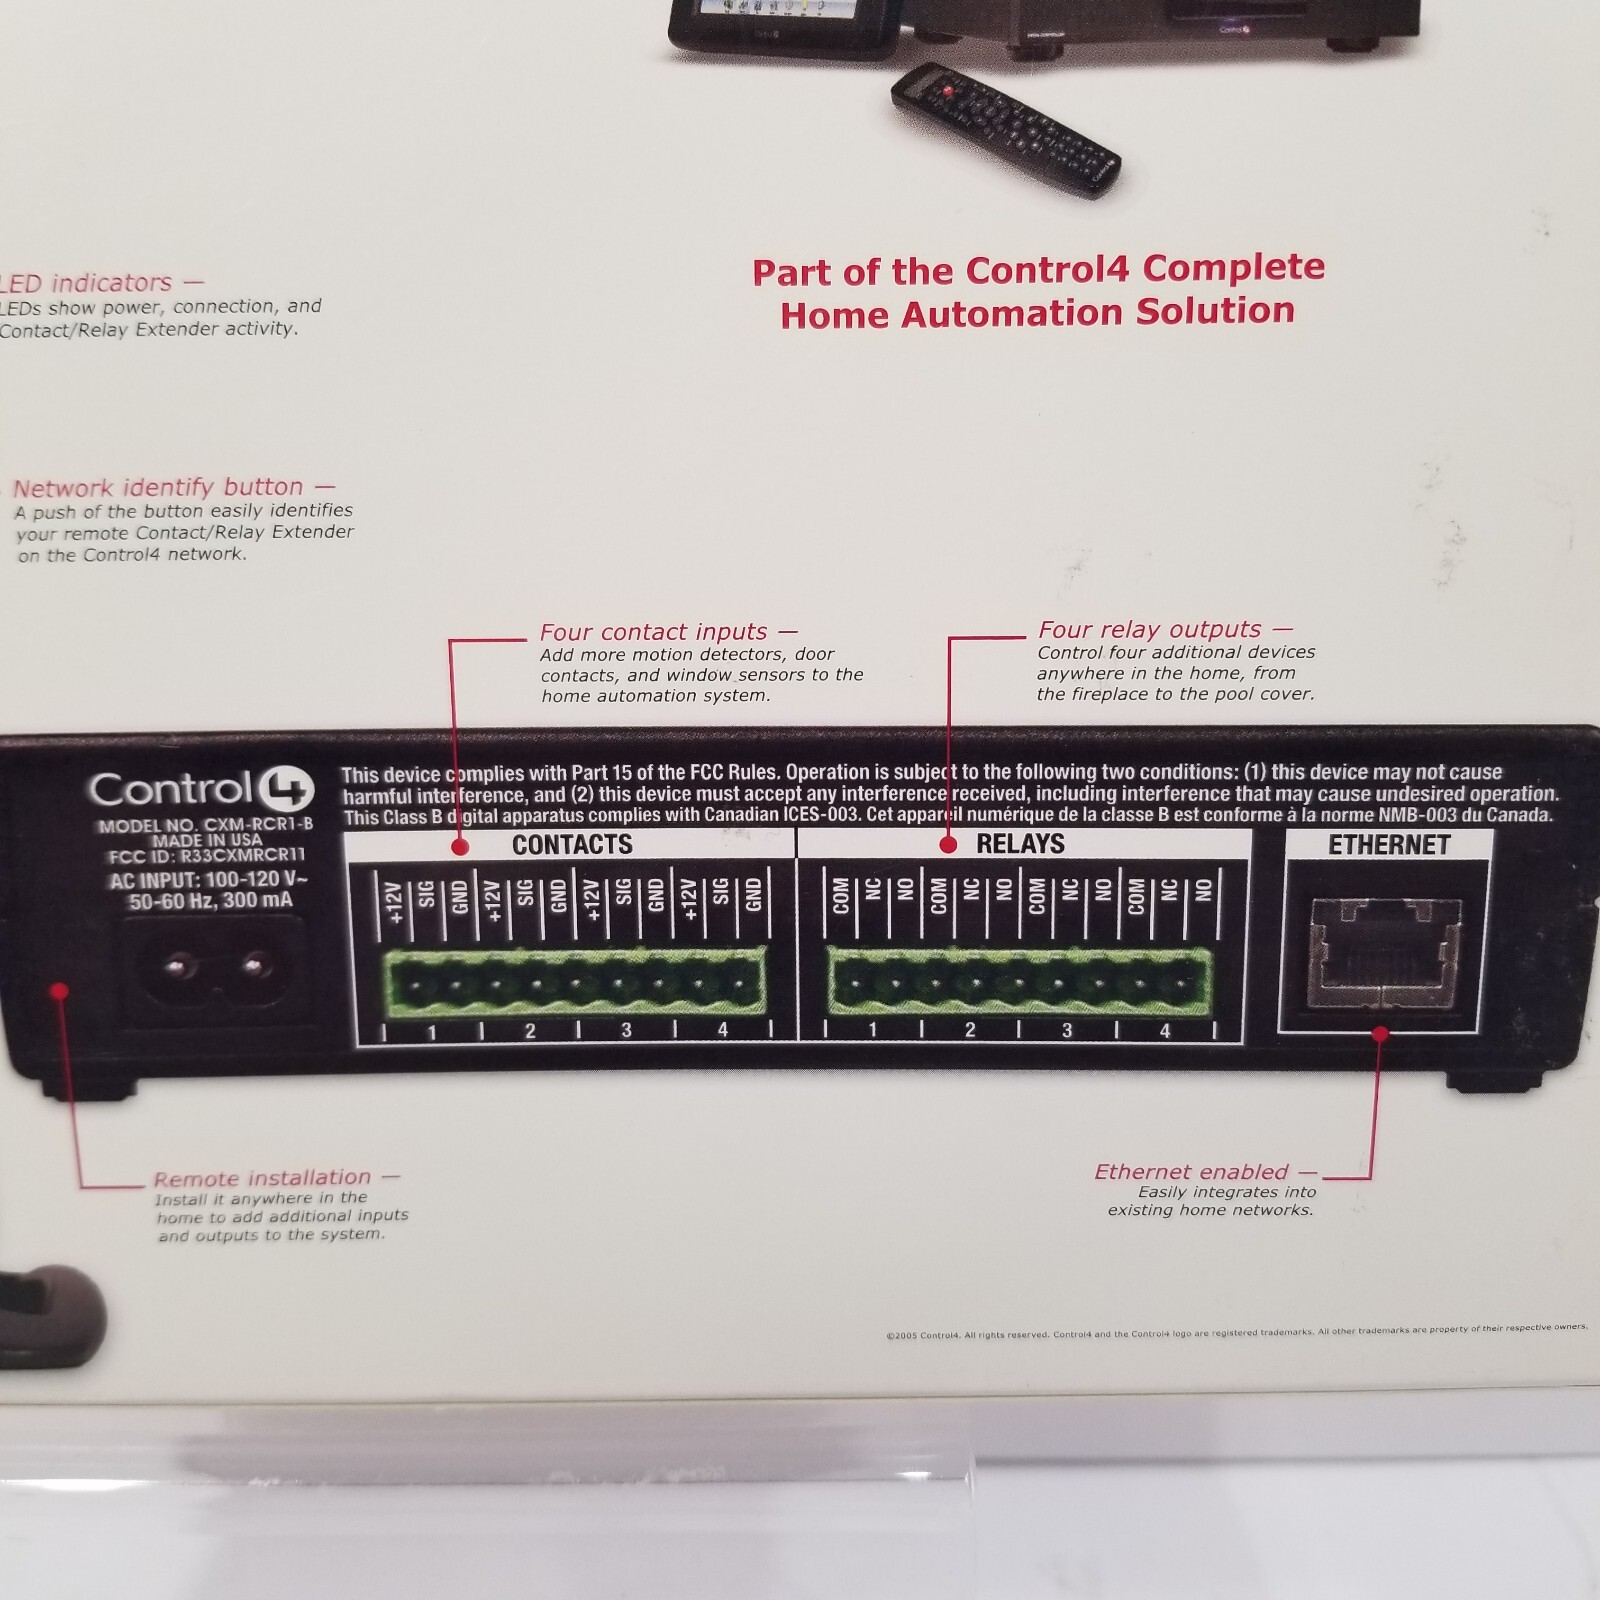 Control4
Control4
Part of the Control4 Complete
Home Automation Solution
LED indicators —
LEDs show power, connection, and
Contact/Relay Extender activity.
Network identify button —
A push of the button easily identifies
your remote Contact/Relay Extender
on the Control4 network.
Four contact inputs —
Add more motion detectors, door
contacts, and window sensors to the
home automation system.
Four relay outputs —
Control four additional devices
anywhere in the home, from
the fireplace to the pool cover.
Control4
MODEL NO. CXM-RCR1-B
MADE IN USA
FCC ID: R33CXMRCR11
AC INPUT: 100-120 V~
50-60 Hz, 300 mA
This device complies with Part 15 of the FCC Rules. Operation is subject to the following two conditions: (1) this device may not cause
harmful interference, and (2) this device must accept any interference received, including interference that may cause undesired operation.
This Class B digital apparatus complies with Canadian ICES-003. Cet appareil numérique de la classe B est conforme à la norme NMB-003 du Canada.
CONTACTS
+12V SIG GND +12V SIG GND +12V SIG GND +12V SIG GND
1 2 3 4
RELAYS
COM NC NO COM NC NO COM NC NO COM NC NO
1 2 3 4
ETHERNET
Remote installation —
Install it anywhere in the
home to add additional inputs
and outputs to the system.
Ethernet enabled —
Easily integrates into
existing home networks.
©2005 Control4. All rights reserved. Control4 and the Control4 logo are registered trademarks. All other trademarks are property of their respective owners.